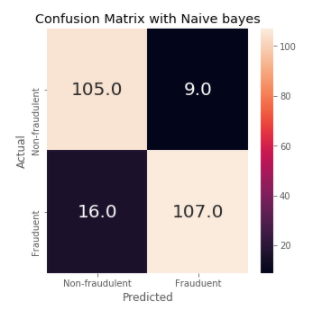 Confusion Matrix with Naive bayes
Actual
Non-fraudulent
Frauduent
105.0
9.0
16.0
107.0
Non-fraudulent
Frauduent
Predicted
100
80
60
40
20